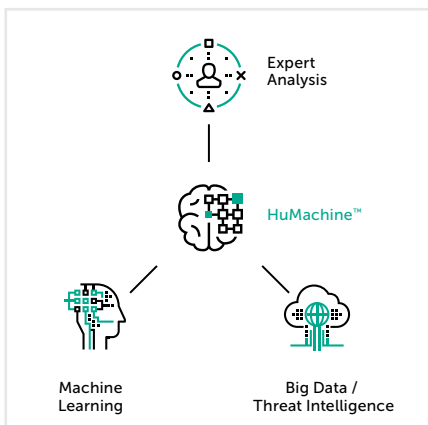 Expert
Analysis
HuMachine™
Machine
Learning
Big Data /
Threat Intelligence